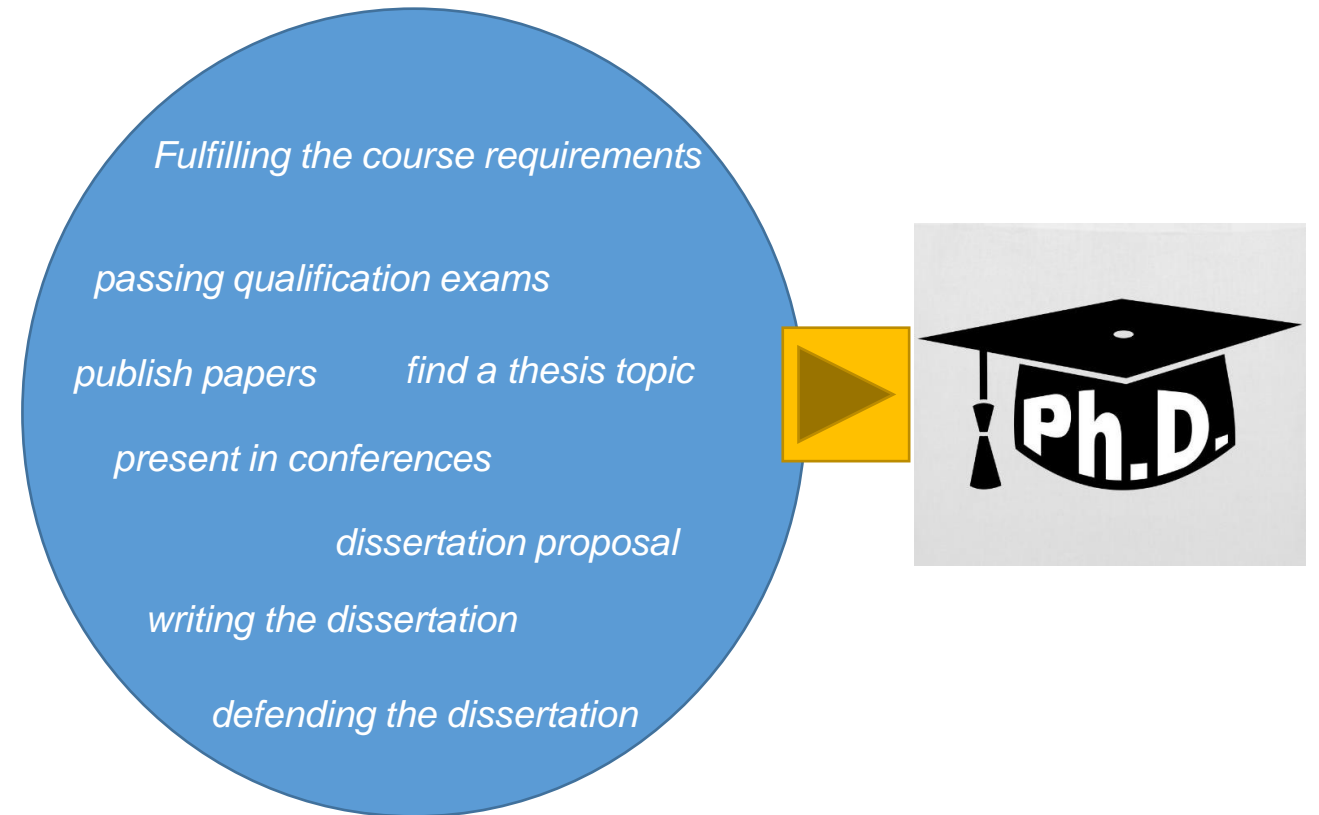 Fulfilling the course requirements
passing qualification exams
publish papers
find a thesis topic
present in conferences
dissertation proposal
writing the dissertation
defending the dissertation
Ph.D.